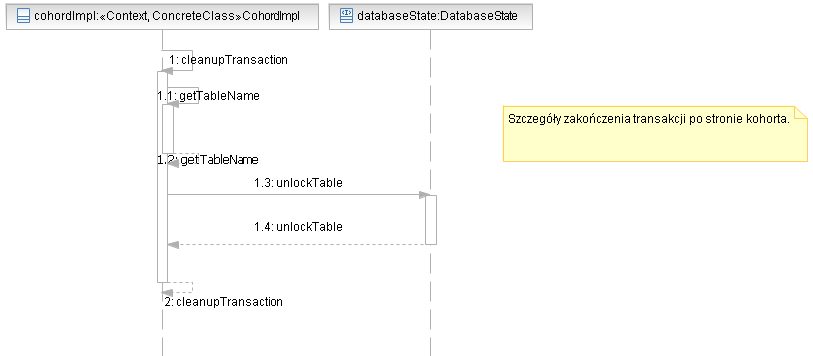 cohordImpl:«Context, ConcreteClass»CohordImpl
databaseState:DatabaseState
1: cleanupTransaction
1.1: getTableName
Szczegóły zakończenia transakcji po stronie kohorta.
1.2: getTableName
1.3: unlockTable
1.4: unlockTable
2: cleanupTransaction